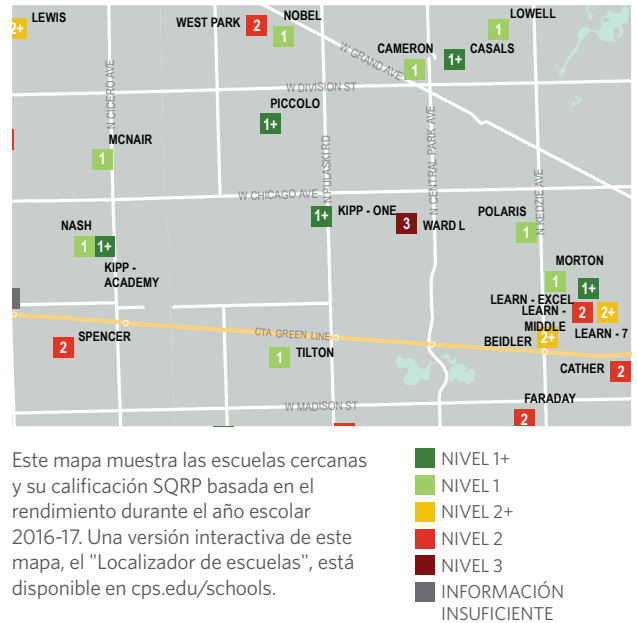 LEWIS
2+
WEST PARK
2
NOBEL
1
LOWELL
1
CAMERON
1
1+
CASALS
W GRAND AVE
W DIVISION ST
N CICERO AVE
PICCOLO
1+
MCNAIR
1
N PULASKI RD
N CENTRAL PARK AVE
N KEDZIE AVE
W CHICAGO AVE
1+
KIPP - ONE
3
WARD L
POLARIS
1
NASH
1
1+
KIPP -
ACADEMY
MORTON
1
1+
LEARN - EXCEL
LEARN -
MIDDLE
2
2+
LEARN - 7
BEIDLER
2+
CTA GREEN LINE
2
SPENCER
1
TILTON
CATHER
2
W MADISON ST
FARADAY
2
Este mapa muestra las escuelas cercanas
y su calificación SQRP basada en el
rendimiento durante el año escolar
2016-17. Una versión interactiva de este
mapa, el "Localizador de escuelas", está
disponible en cps.edu/schools.
NIVEL 1+
NIVEL 1
NIVEL 2+
NIVEL 2
NIVEL 3
INFORMACIÓN
INSUFICIENTE